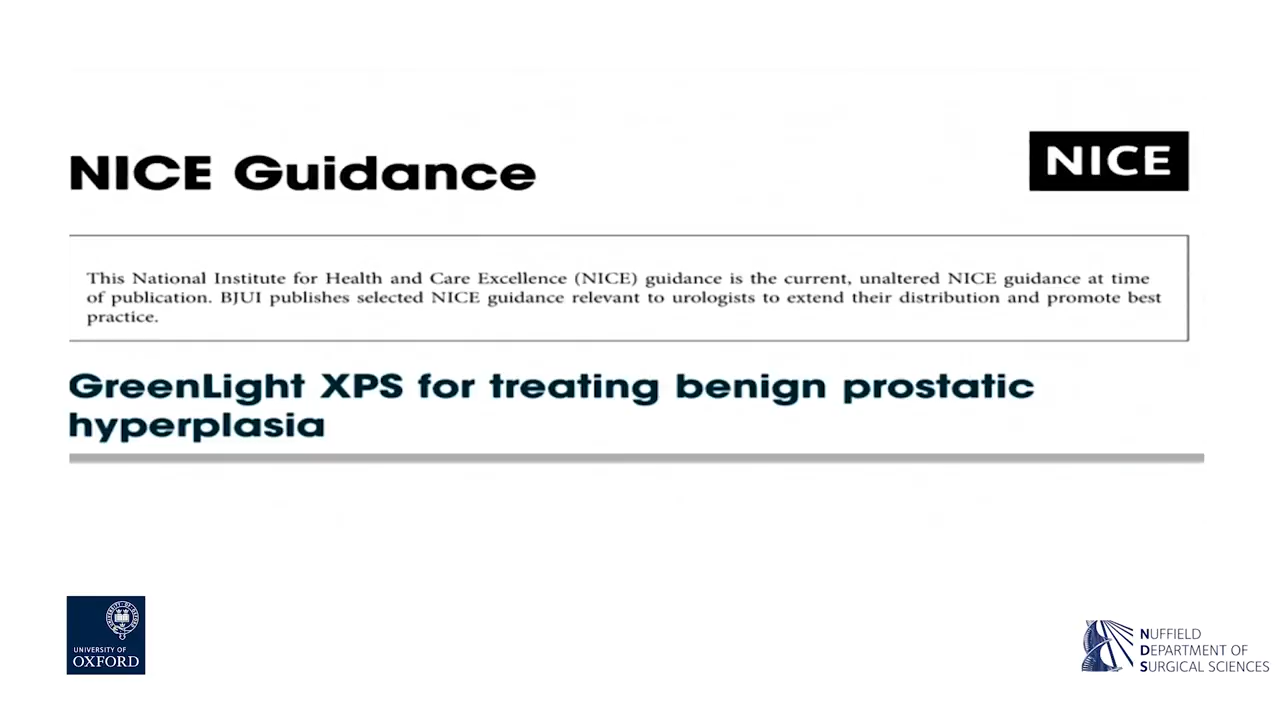 NICE Guidance
NICE
This National Institute for Health and Care Excellence (NICE) guidance is the current, unaltered NICE guidance at time
of publication. BJUI publishes selected NICE guidance relevant to urologists to extend their distribution and promote best
practice.
GreenLight XPS for treating benign prostatic
hyperplasia
UNIVERSITY OF
OXFORD
NUFFIELD
DEPARTMENT OF
SURGICAL SCIENCES